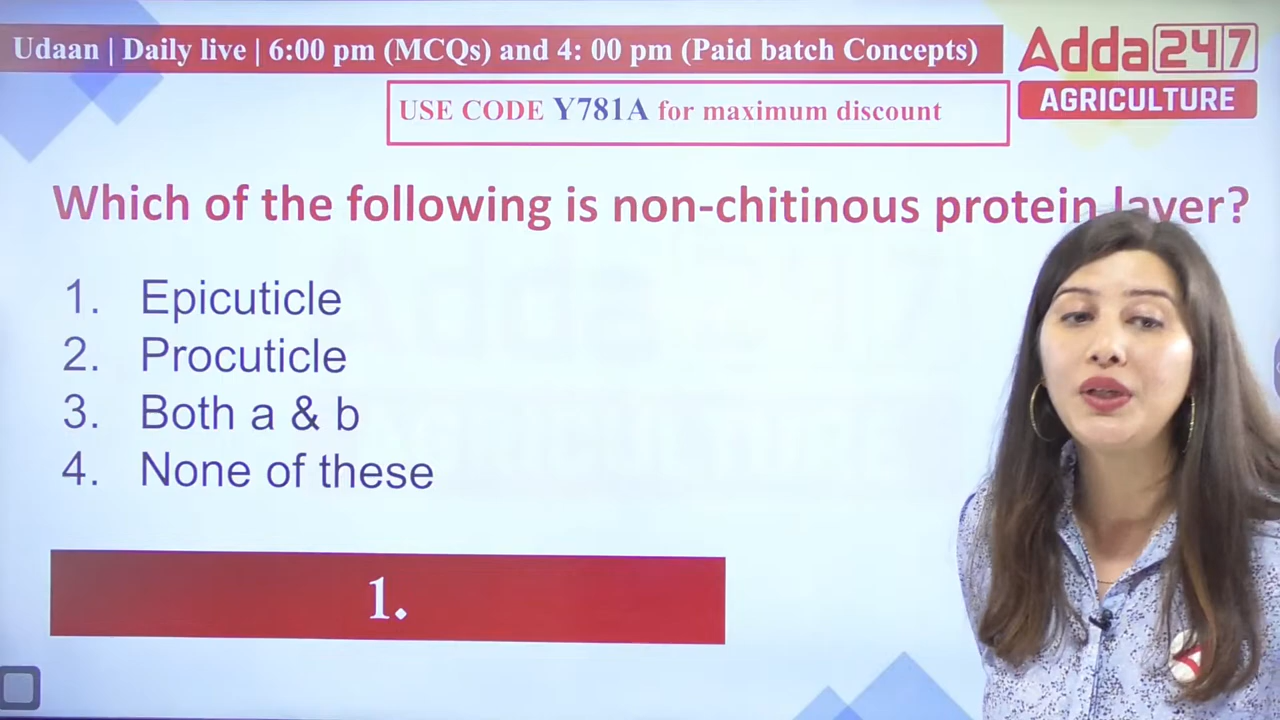 Udaan | Daily live | 6:00 pm (MCQs) and 4: 00 pm (Paid batch Concepts)
Adda247
AGRICULTURE
USE CODE Y781A for maximum discount
Which of the following is non-chitinous protein layer?
1. Epicuticle
2. Procuticle
3. Both a & b
4. None of these
1.